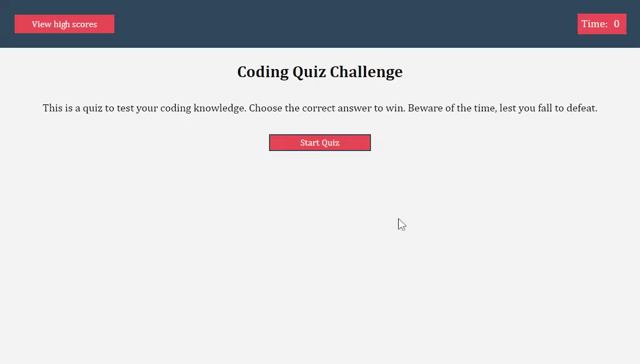 View high scores
Time: 0
Coding Quiz Challenge
This is a quiz to test your coding knowledge. Choose the correct answer to win. Beware of the time, lest you fall to defeat.
Start Quiz